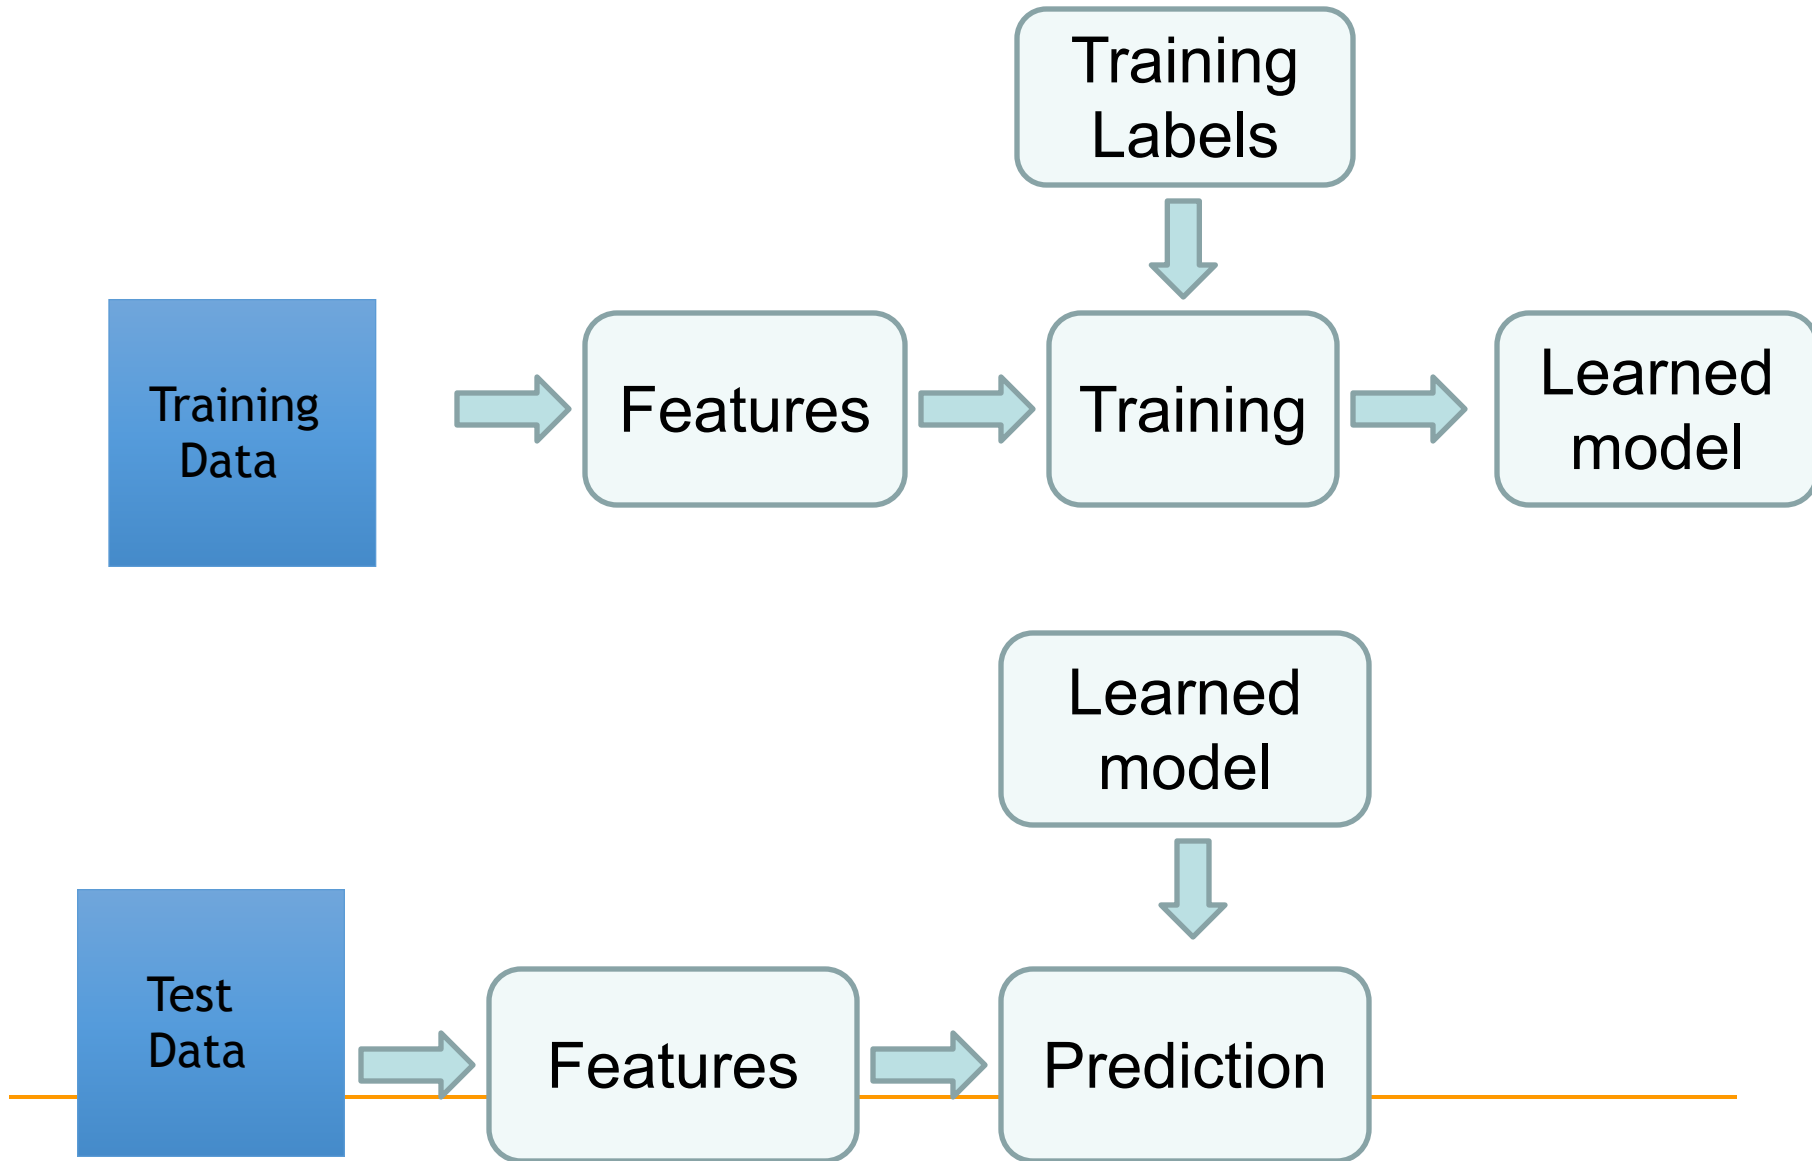 Training
Labels
Training
Data
Features
Training
Learned
model
Learned
model
Test
Data
Features
Prediction